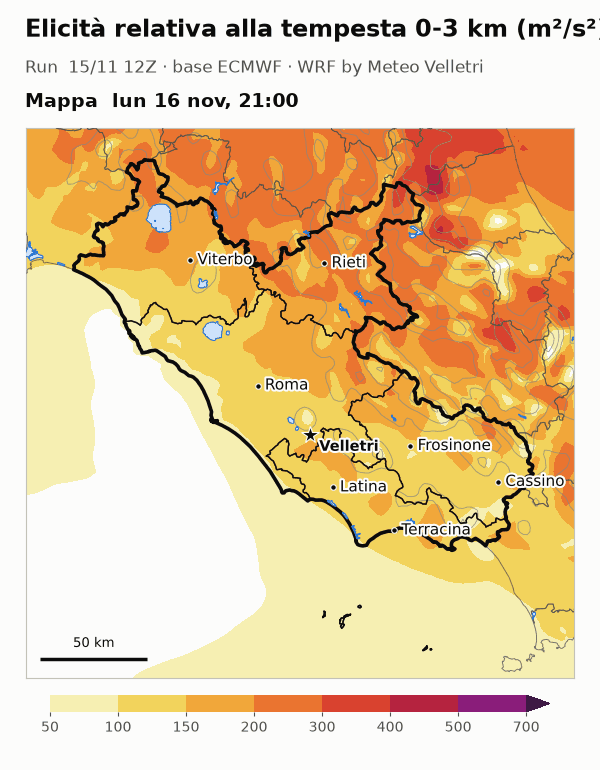 Elicità relativa alla tempesta 0-3 km (m²/s²)
Run  15/11 12Z · base ECMWF · WRF by Meteo Velletri
Mappa  lun 16 nov, 21:00
Viterbo
Rieti
Roma
Velletri
Frosinone
Cassino
Latina
Terracina
50 km
50 100 150 200 300 400 500 700